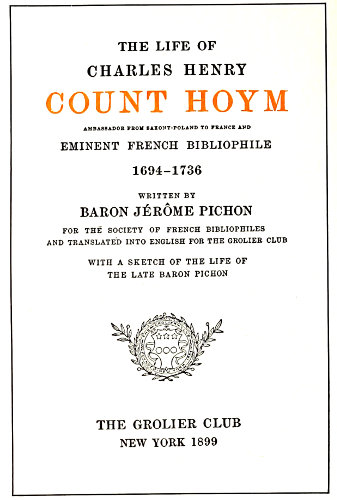 THE LIFE OF
CHARLES HENRY
COUNT HOYM
AMBASSADOR FROM SAXONY-POLAND TO FRANCE AND
EMINENT FRENCH BIBLIOPHILE
1694-1736
WRITTEN BY
BARON JÉRÔME PICHON
FOR THE SOCIETY OF FRENCH BIBLIOPHILES
AND TRANSLATED INTO ENGLISH FOR THE GROLIER CLUB
WITH A SKETCH OF THE LIFE OF
THE LATE BARON PICHON
THE GROLIER CLUB
NEW YORK 1899